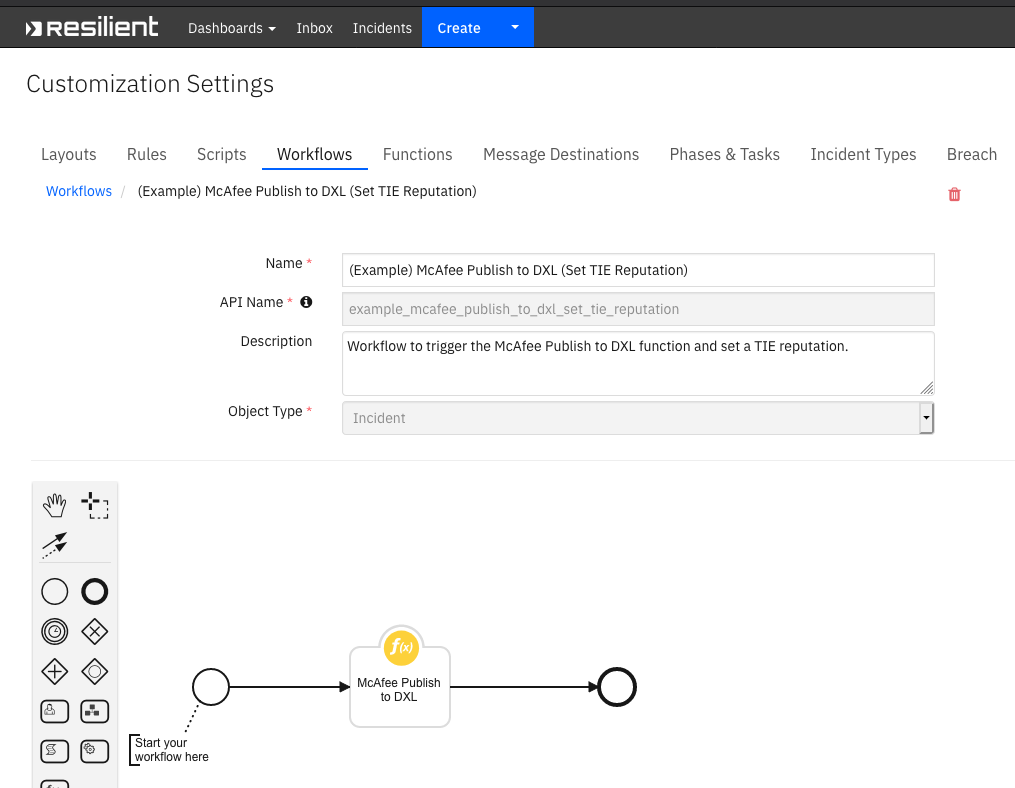 resilient Dashboards Inbox Incidents Create
Customization Settings
Layouts Rules Scripts Workflows Functions Message Destinations Phases & Tasks Incident Types Breach
Workflows / (Example) McAfee Publish to DXL (Set TIE Reputation)
Name * (Example) McAfee Publish to DXL (Set TIE Reputation)
API Name * example_mcafee_publish_to_dxl_set_tie_reputation
Description Workflow to trigger the McAfee Publish to DXL function and set a TIE reputation.
Object Type * Incident
f(x)
McAfee Publish
to DXL
Start your
workflow here